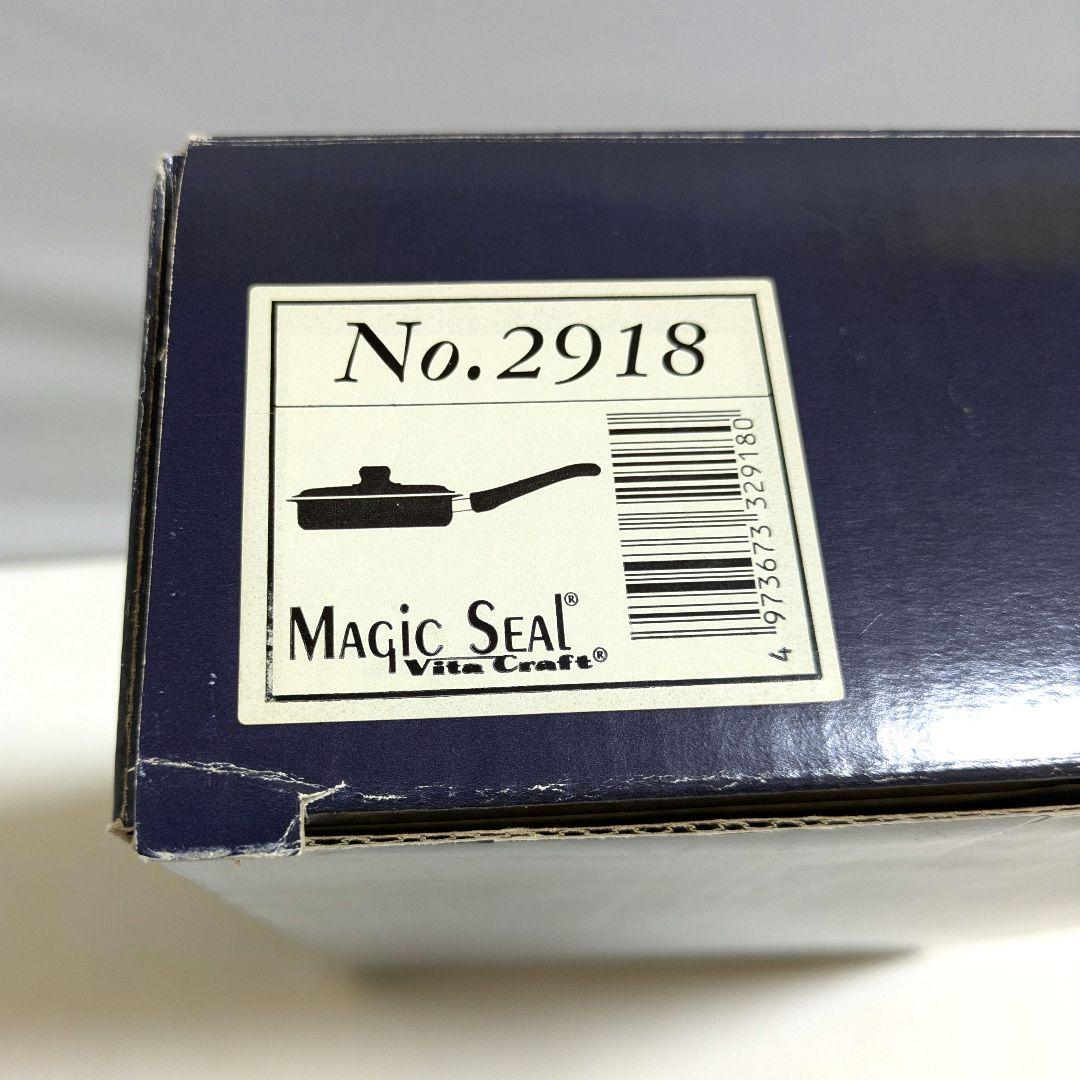 No.2918
4 973673 329180
MAGIC SEAL®
Vita Craft®